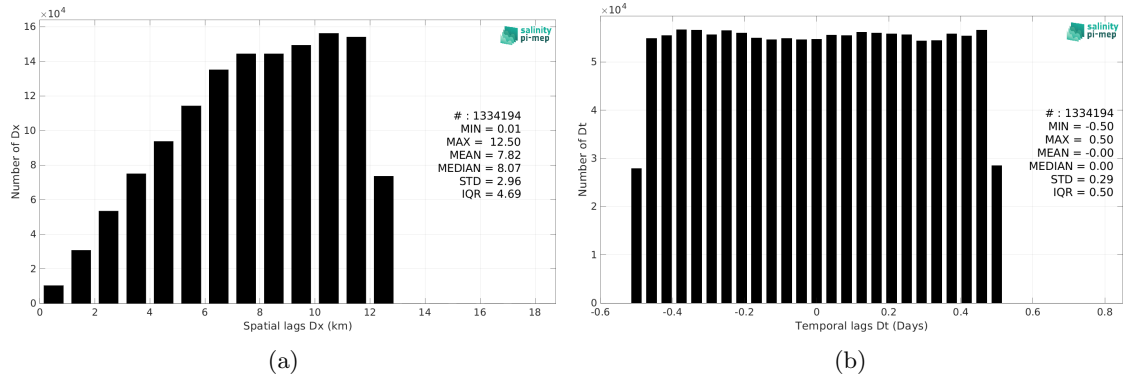 ×10⁴
16
14
12
10
8
6
4
2
0
Number of Dx
0 2 4 6 8 10 12 14 16 18
Spatial lags Dx (km)
salinity
pi-mep
# : 1334194
MIN = 0.01
MAX = 12.50
MEAN = 7.82
MEDIAN = 8.07
STD = 2.96
IQR = 4.69
(a)
×10⁴
5
4
3
2
1
0
Number of Dt
-0.6 -0.4 -0.2 0 0.2 0.4 0.6 0.8
Temporal lags Dt (Days)
salinity
pi-mep
# : 1334194
MIN = -0.50
MAX = 0.50
MEAN = -0.00
MEDIAN = 0.00
STD = 0.29
IQR = 0.50
(b)